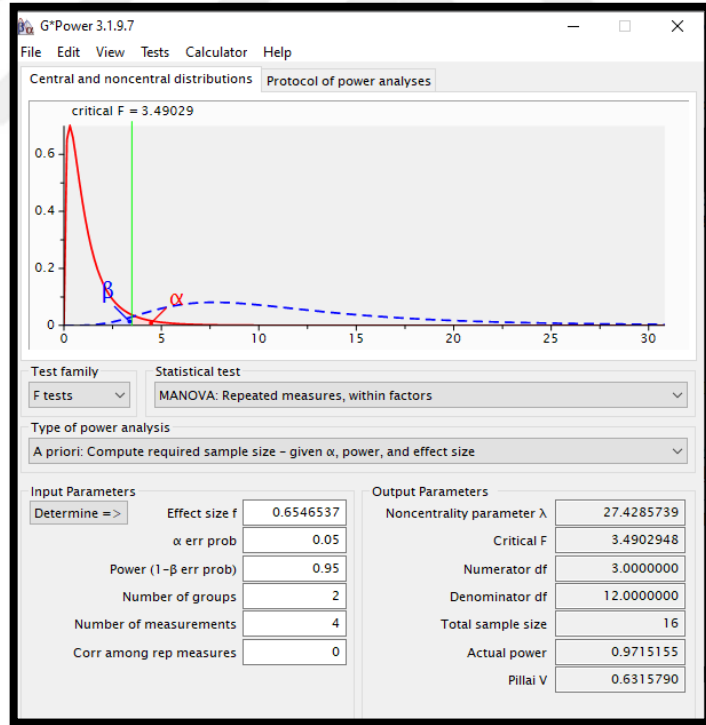 G*Power 3.1.9.7
File Edit View Tests Calculator Help
Central and noncentral distributions Protocol of power analyses
critical F = 3.49029
0.6
0.4
0.2
β α
0
0 5 10 15 20 25 30
Test family Statistical test
F tests MANOVA: Repeated measures, within factors
Type of power analysis
A priori: Compute required sample size - given α, power, and effect size
Input Parameters Output Parameters
Determine => Effect size f 0.6546537 Noncentrality parameter λ 27.4285739
α err prob 0.05 Critical F 3.4902948
Power (1-β err prob) 0.95 Numerator df 3.0000000
Number of groups 2 Denominator df 12.0000000
Number of measurements 4 Total sample size 16
Corr among rep measures 0 Actual power 0.9715155
Pillai V 0.6315790